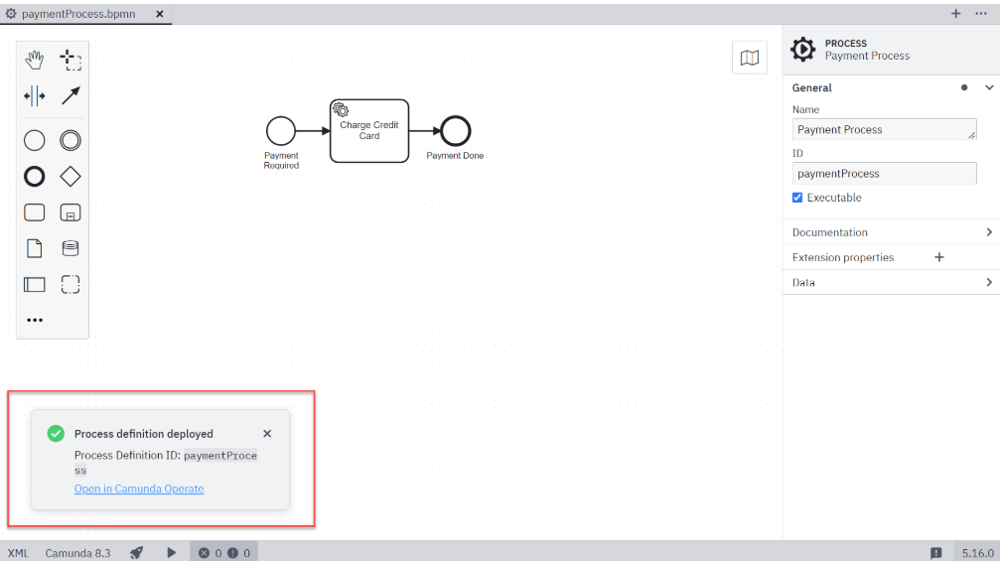 paymentProcess.bpmn
PROCESS
Payment Process
General
Name
Payment Process
ID
paymentProcess
Executable
Documentation
Extension properties
Data
Charge Credit
Card
Payment
Required
Payment Done
Process definition deployed
Process Definition ID: paymentProce
ss
Open in Camunda Operate
XML Camunda 8.3 0 0 5.16.0